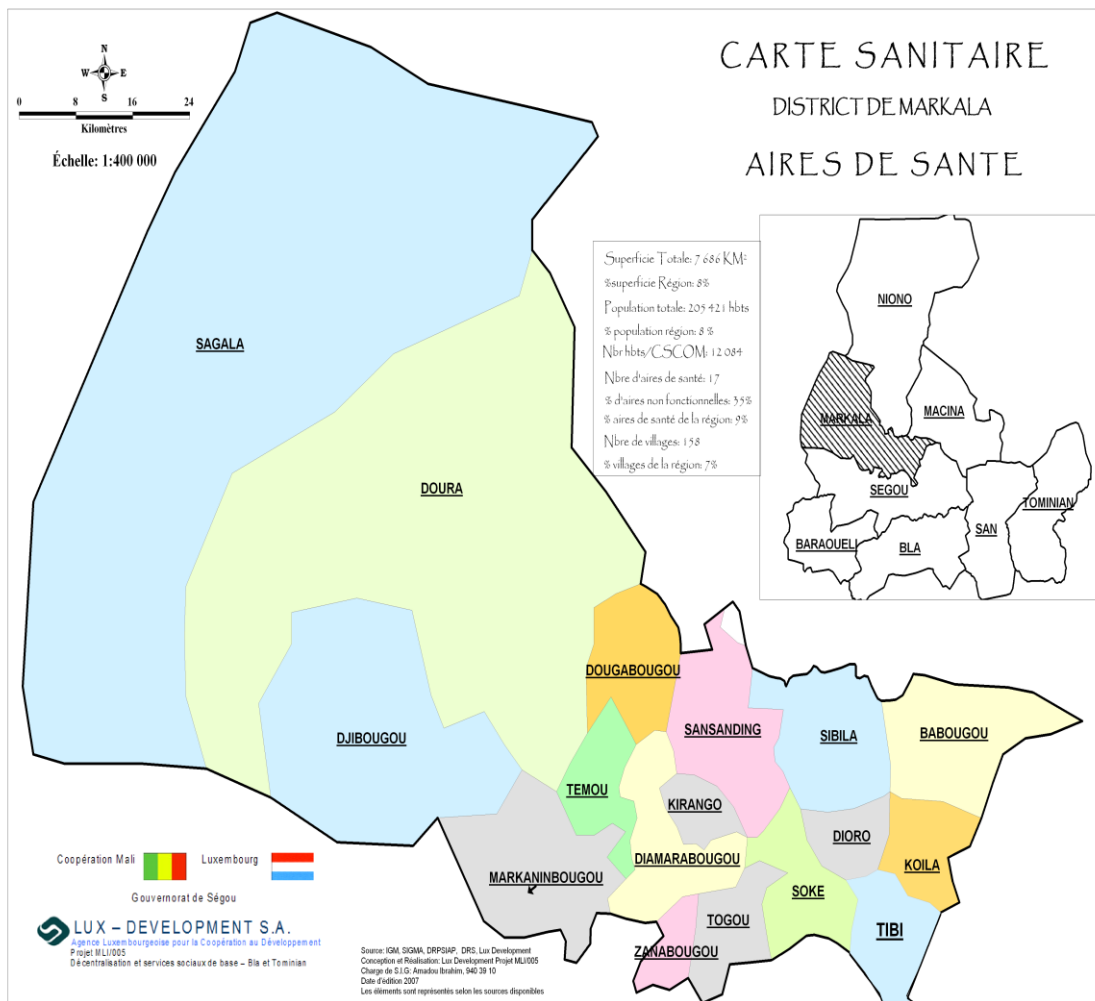 CARTE SANITAIRE
DISTRICT DE MARKALA
AIRES DE SANTE
N
W E
S
0 8 16 24
Kilomètres
Échelle: 1:400 000
Superficie Totale: 7 686 KM²
%superficie Région: 8%
Population totale: 205 421 hbts
% population région: 8 %
Nbr hbts/CSCOM: 12 084
Nbre d'aires de santé: 17
% d'aires non fonctionnelles: 35%
% aires de santé de la région: 9%
Nbre de villages: 158
% villages de la région: 7%
NIONO
MARKALA
MACINA
SEGOU
TOMINIAN
SAN
BARAOUELI
BLA
SAGALA
DOURA
DOUGABOUGOU
DJIBOUGOU
SANSANDING
SIBILA
BABOUGOU
TEMOU
KIRANGO
DIORO
DIAMARABOUGOU
KOILA
MARKANINBOUGOU
SOKE
TOGOU
TIBI
ZANABOUGOU
Coopération Mali Luxembourg
Gouvernorat de Ségou
LUX – DEVELOPMENT S.A.
Agence Luxembourgeoise pour la Coopération au Développement
Projet MLI/005
Décentralisation et services sociaux de base – Bla et Tominian
Source: IGM, SIGMA, DRPSIAP, DRS, Lux Development
Conception et Réalisation: Lux Development Projet MLI/005
Charge de S.I.G: Amadou Ibrahim, 940 39 10
Date d'édition 2007
Les éléments sont représentés selon les sources disponibles